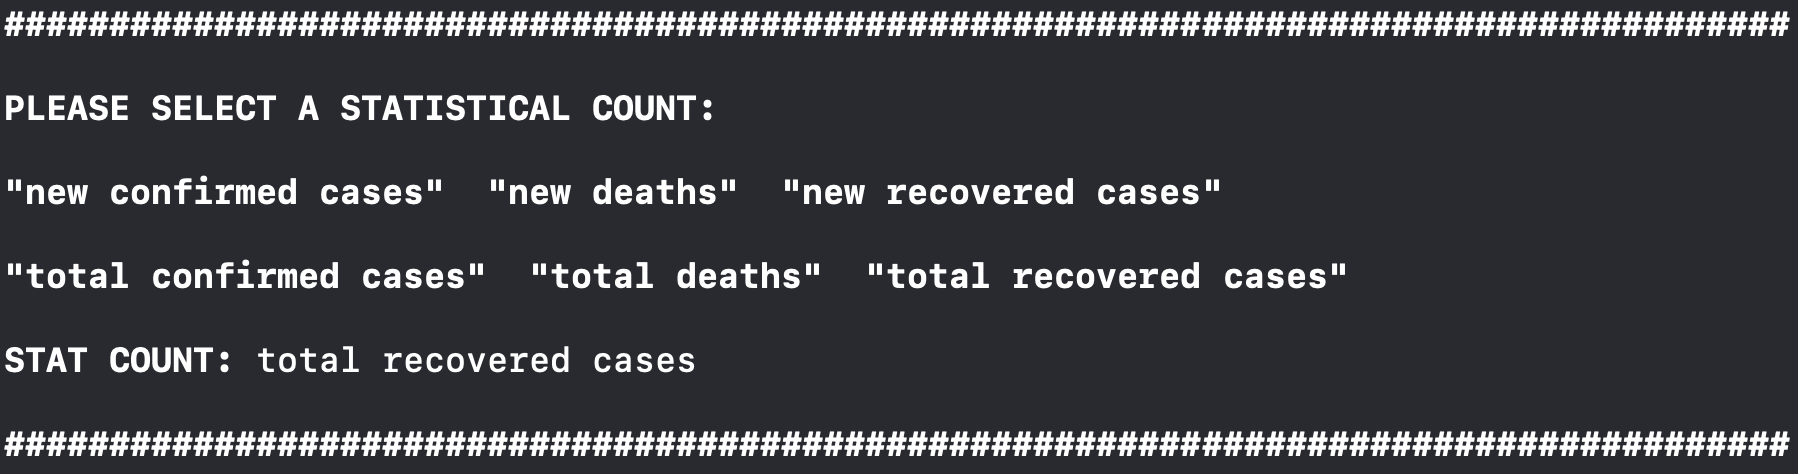 #####################################################################################
PLEASE SELECT A STATISTICAL COUNT:
"new confirmed cases"  "new deaths"  "new recovered cases"
"total confirmed cases"  "total deaths"  "total recovered cases"
STAT COUNT: total recovered cases
#####################################################################################